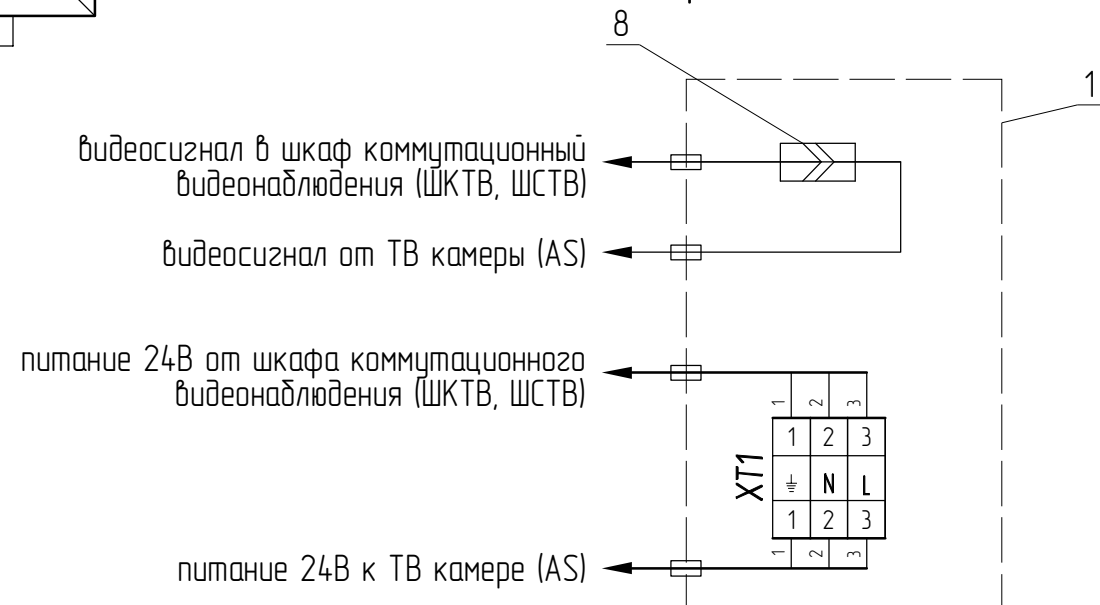 8
1
видеосигнал в шкаф коммутационный
видеонаблюдения (ШКТВ, ШСТВ)
видеосигнал от ТВ камеры (AS)
питание 24В от шкафа коммутационного
видеонаблюдения (ШКТВ, ШСТВ)
1 2 3
1 2 3
XT1
N L
1 2 3
1 2 3
питание 24В к ТВ камере (AS)